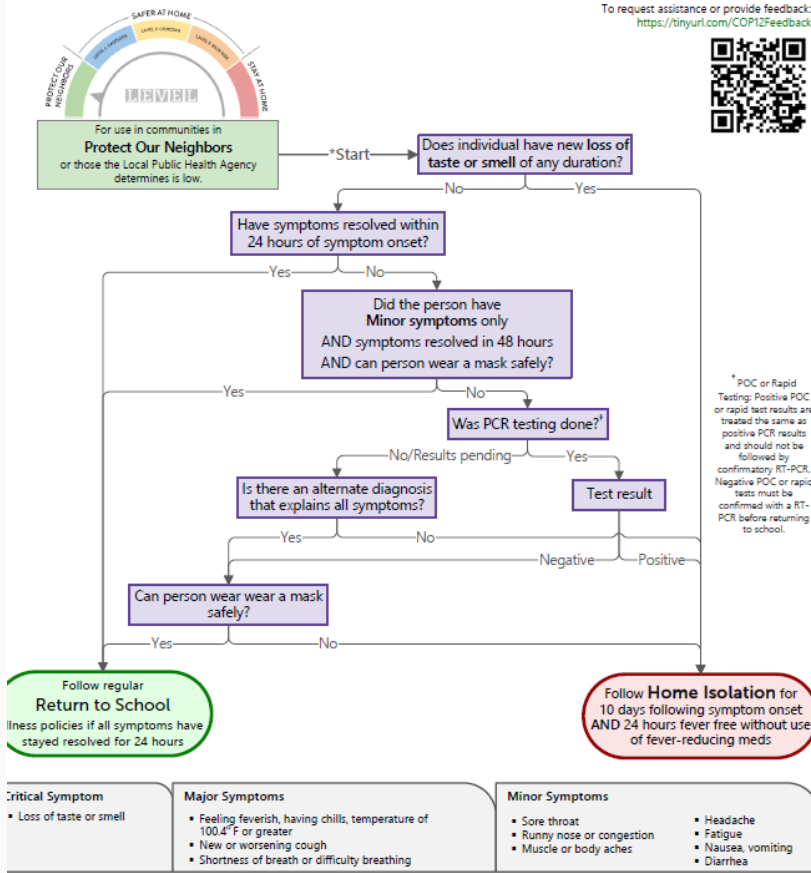 To request assistance or provide feedback:
https://tinyurl.com/COP12Feedback
SAFER AT HOME
PROTECT OUR
NEIGHBORS
STAY AT HOME
LEVEL
For use in communities in
Protect Our Neighbors
or those the Local Public Health Agency
determines is low.
*Start
Does individual have new loss of
taste or smell of any duration?
No
Yes
Have symptoms resolved within
24 hours of symptom onset?
Yes
No
Did the person have
Minor symptoms only
AND symptoms resolved in 48 hours
AND can person wear a mask safely?
Yes
No
Was PCR testing done?‡
No/Results pending
Yes
Is there an alternate diagnosis
that explains all symptoms?
Test result
Yes
No
Negative
Positive
Can person wear wear a mask
safely?
Yes
No
‡ POC or Rapid
Testing: Positive POC
or rapid test results are
treated the same as
positive PCR results
and should not be
followed by
confirmatory RT-PCR.
Negative POC or rapid
tests must be
confirmed with a RT-
PCR before returning
to school.
Follow regular
Return to School
llness policies if all symptoms have
stayed resolved for 24 hours
Follow Home Isolation for
10 days following symptom onset
AND 24 hours fever free without use
of fever-reducing meds
Critical Symptom
▪ Loss of taste or smell
Major Symptoms
▪ Feeling feverish, having chills, temperature of
100.4° F or greater
▪ New or worsening cough
▪ Shortness of breath or difficulty breathing
Minor Symptoms
▪ Sore throat
▪ Runny nose or congestion
▪ Muscle or body aches
▪ Headache
▪ Fatigue
▪ Nausea, vomiting
▪ Diarrhea